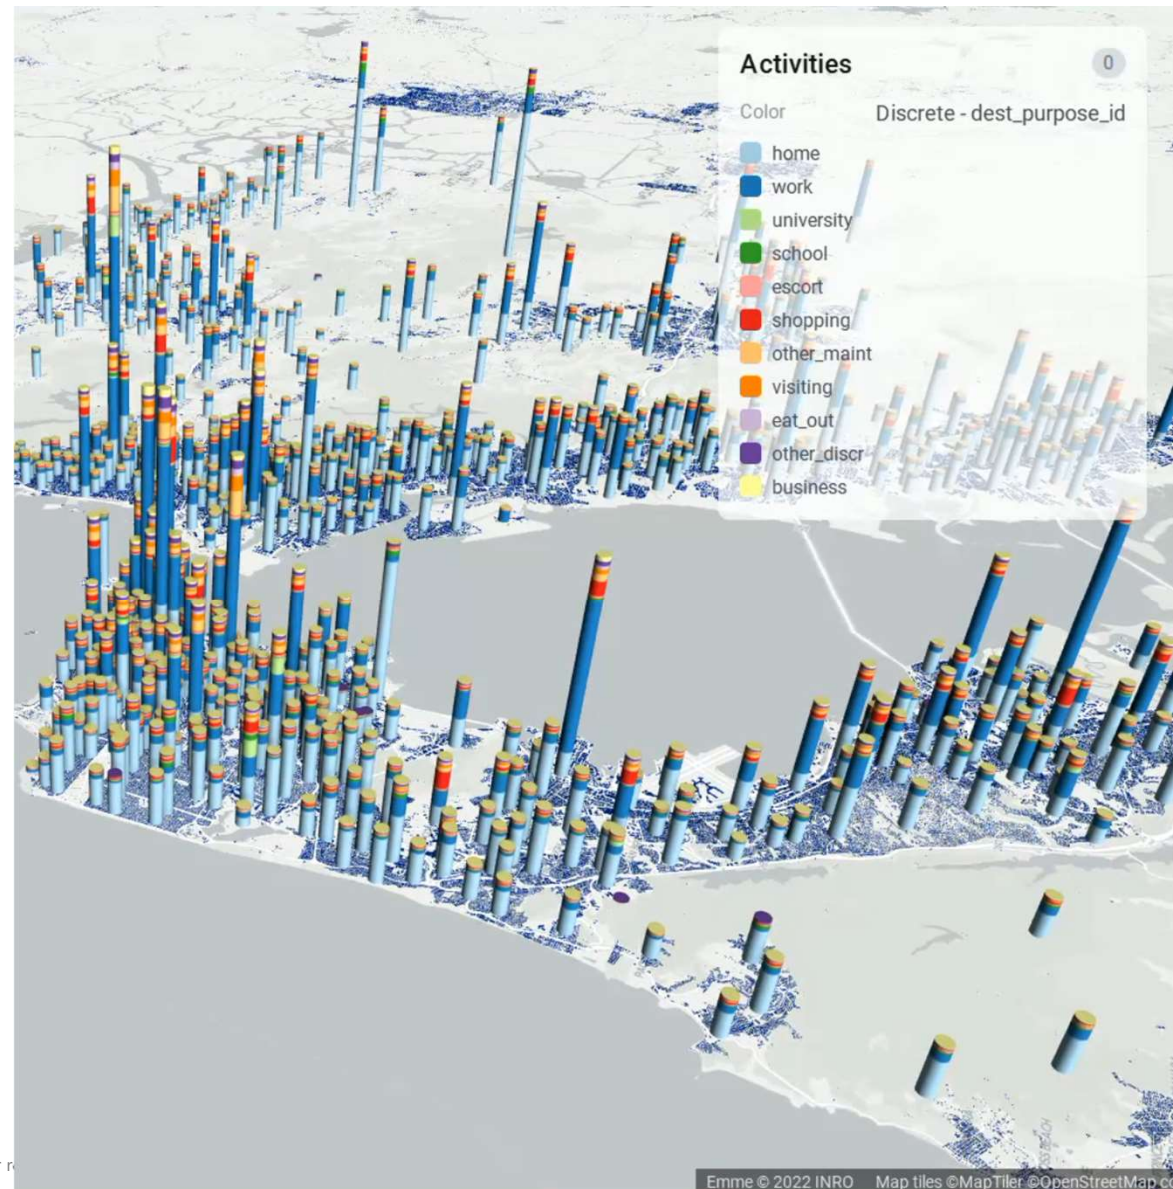 Activities 0
Color Discrete - dest_purpose_id
home
work
university
school
escort
shopping
other_maint
visiting
eat_out
other_discr
business
BEACH
Emme © 2022 INRO Map tiles ©MapTiler ©OpenStreetMap